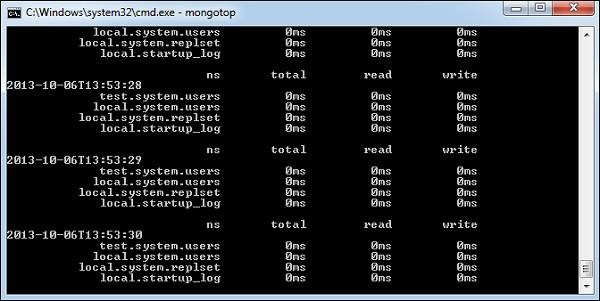 C:\Windows\system32\cmd.exe - mongotop
local.system.users 0ms 0ms 0ms
local.system.replset 0ms 0ms 0ms
local.startup_log 0ms 0ms 0ms
ns total read write
2013-10-06T13:53:28
test.system.users 0ms 0ms 0ms
local.system.users 0ms 0ms 0ms
local.system.replset 0ms 0ms 0ms
local.startup_log 0ms 0ms 0ms
ns total read write
2013-10-06T13:53:29
test.system.users 0ms 0ms 0ms
local.system.users 0ms 0ms 0ms
local.system.replset 0ms 0ms 0ms
local.startup_log 0ms 0ms 0ms
ns total read write
2013-10-06T13:53:30
test.system.users 0ms 0ms 0ms
local.system.users 0ms 0ms 0ms
local.system.replset 0ms 0ms 0ms
local.startup_log 0ms 0ms 0ms